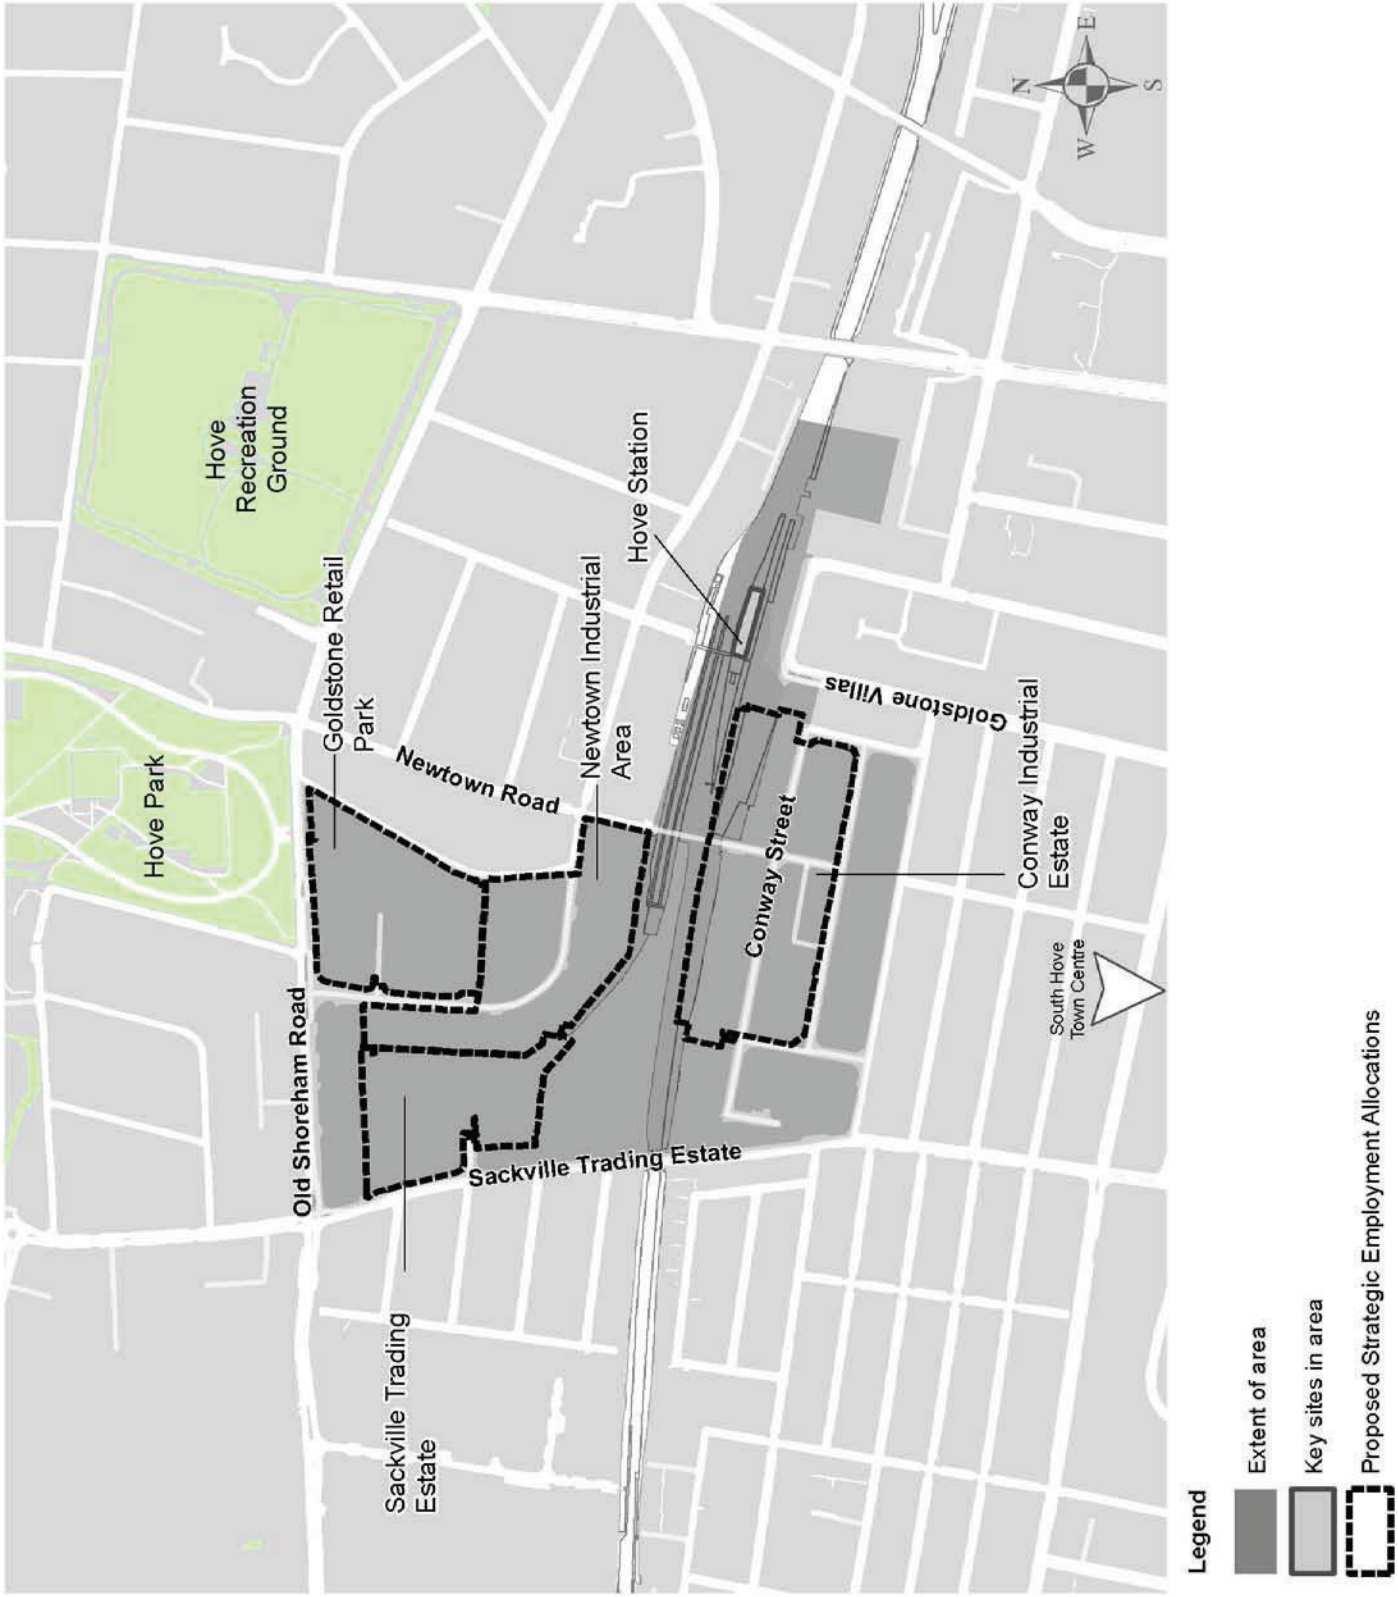 Hove Park
Hove
Recreation
Ground
Old Shoreham Road
Goldstone Retail
Park
Newtown Road
Sackville Trading
Estate
Newtown Industrial
Area
Hove Station
Sackville Trading Estate
Conway Street
Goldstone Villas
Conway Industrial
Estate
South Hove
Town Centre
N
W
E
S
Legend
Extent of area
Key sites in area
Proposed Strategic Employment Allocations